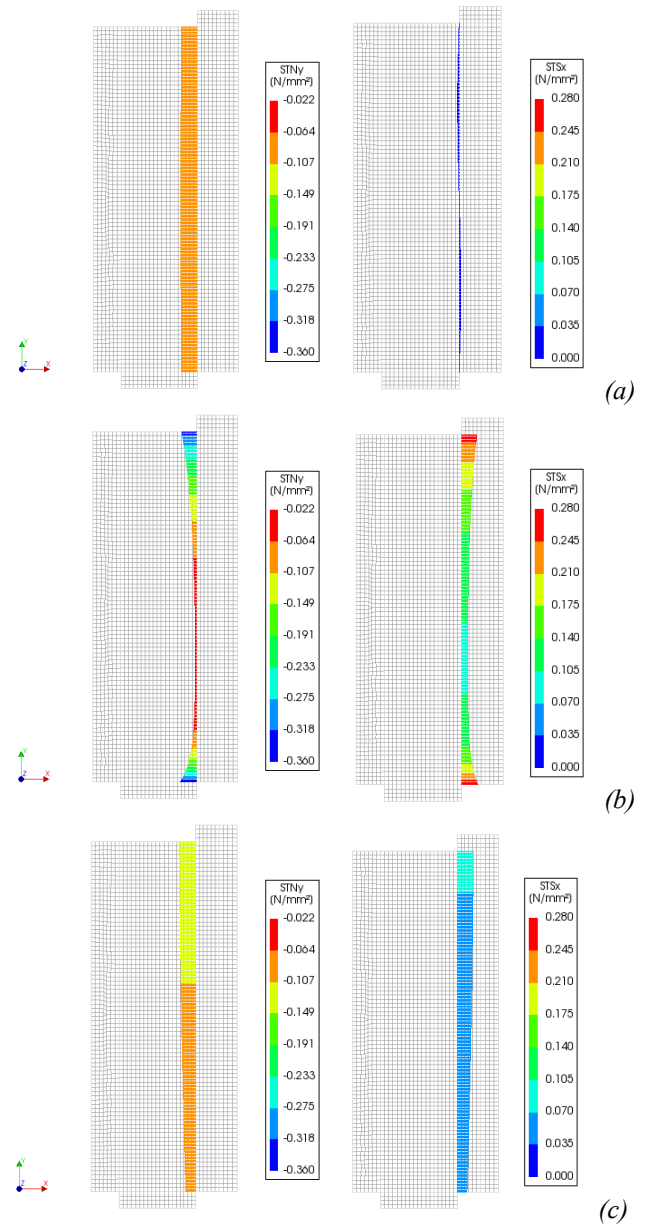 STNy
(N/mm²)
-0.022
-0.064
-0.107
-0.149
-0.191
-0.233
-0.275
-0.318
-0.360
STSx
(N/mm²)
0.280
0.245
0.210
0.175
0.140
0.105
0.070
0.035
0.000
Y
Z
X
(a)
STNy
(N/mm²)
-0.022
-0.064
-0.107
-0.149
-0.191
-0.233
-0.275
-0.318
-0.360
STSx
(N/mm²)
0.280
0.245
0.210
0.175
0.140
0.105
0.070
0.035
0.000
Y
Z
X
(b)
STNy
(N/mm²)
-0.022
-0.064
-0.107
-0.149
-0.191
-0.233
-0.275
-0.318
-0.360
STSx
(N/mm²)
0.280
0.245
0.210
0.175
0.140
0.105
0.070
0.035
0.000
Y
Z
X
(c)